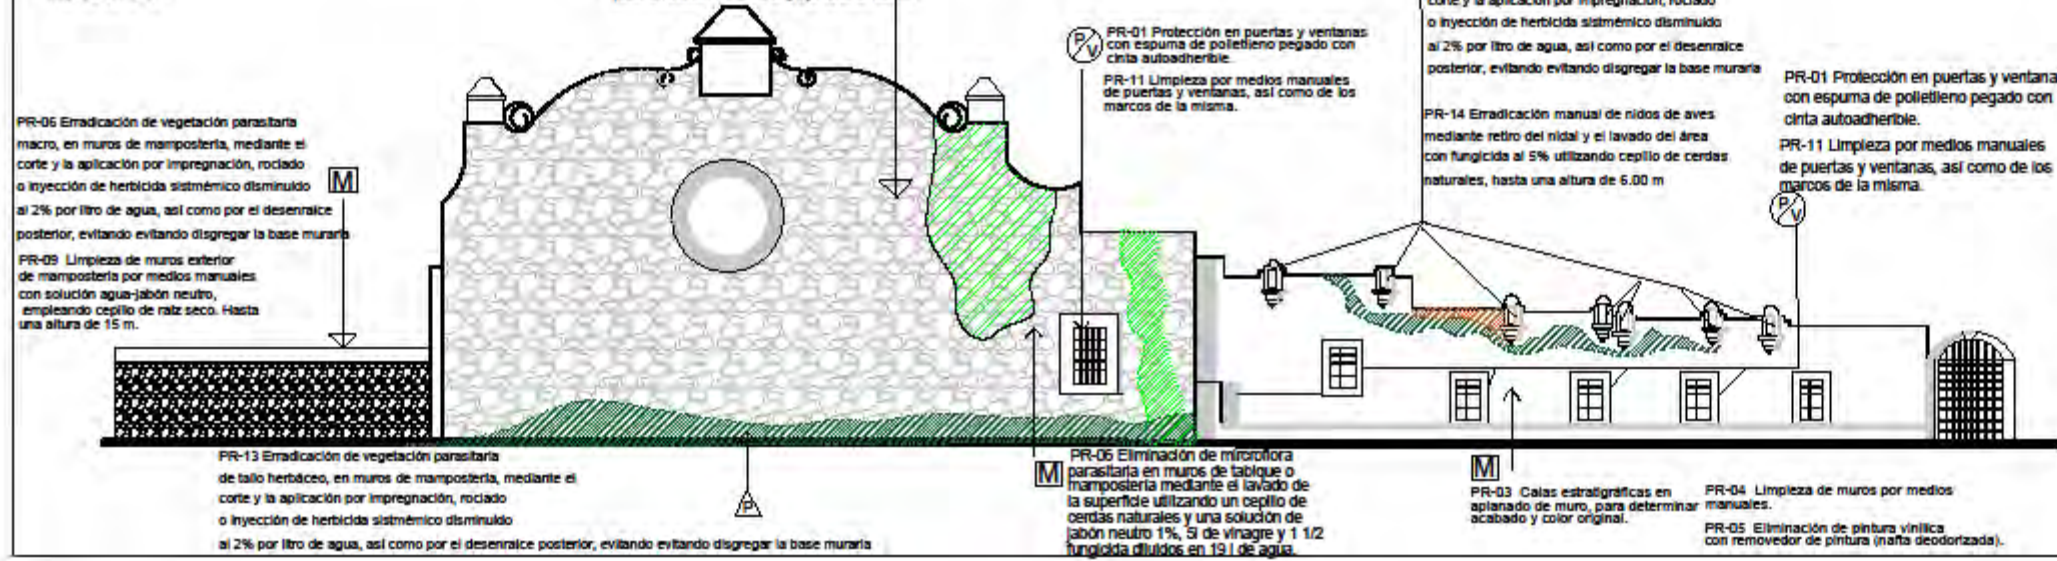 PR-06 Erradicación de vegetación parasitaria
macro, en muros de mampostería, mediante el
corte y la aplicación por impregnación, rociado
o inyección de herbicida sistmémico disminuido
al 2% por litro de agua, así como por el desenraice
posterior, evitando evitando disgregar la base muraria
PR-09 Limpieza de muros exterior
de mampostería por medios manuales
con solución agua-jabón neutro,
empleando cepillo de raíz seco. Hasta
una altura de 15 m.
M
P/V
PR-01 Protección en puertas y ventanas
con espuma de polietileno pegado con
cinta autoadherible.
PR-11 Limpieza por medios manuales
de puertas y ventanas, así como de los
marcos de la misma.
corte y la aplicación por impregnación, rociado
o inyección de herbicida sistmémico disminuido
al 2% por litro de agua, así como por el desenraice
posterior, evitando evitando disgregar la base muraria
PR-14 Erradicación manual de nidos de aves
mediante retiro del nidal y el lavado del área
con fungicida al 5% utilizando cepillo de cerdas
naturales, hasta una altura de 6.00 m
PR-01 Protección en puertas y ventana
con espuma de polietileno pegado con
cinta autoadherible.
PR-11 Limpieza por medios manuales
de puertas y ventanas, así como de los
marcos de la misma.
P/V
PR-13 Erradicación de vegetación parasitaria
de tallo herbáceo, en muros de mampostería, mediante el
corte y la aplicación por impregnación, rociado
o inyección de herbicida sistmémico disminuido
al 2% por litro de agua, así como por el desenraice posterior, evitando evitando disgregar la base muraria
P
M
PR-06 Eliminación de mircroflora
parasitaria en muros de tabique o
mampostería mediante el lavado de
la superficie utilizando un cepillo de
cerdas naturales y una solución de
jabón neutro 1%, 5l de vinagre y 1 1/2
fungicida diluidos en 19 l de agua.
M
PR-03 Calas estratigráficas en
aplanado de muro, para determinar
acabado y color original.
PR-04 Limpieza de muros por medios
manuales.
PR-05 Eliminación de pintura vinílica
con removedor de pintura (nafta deodorizada).